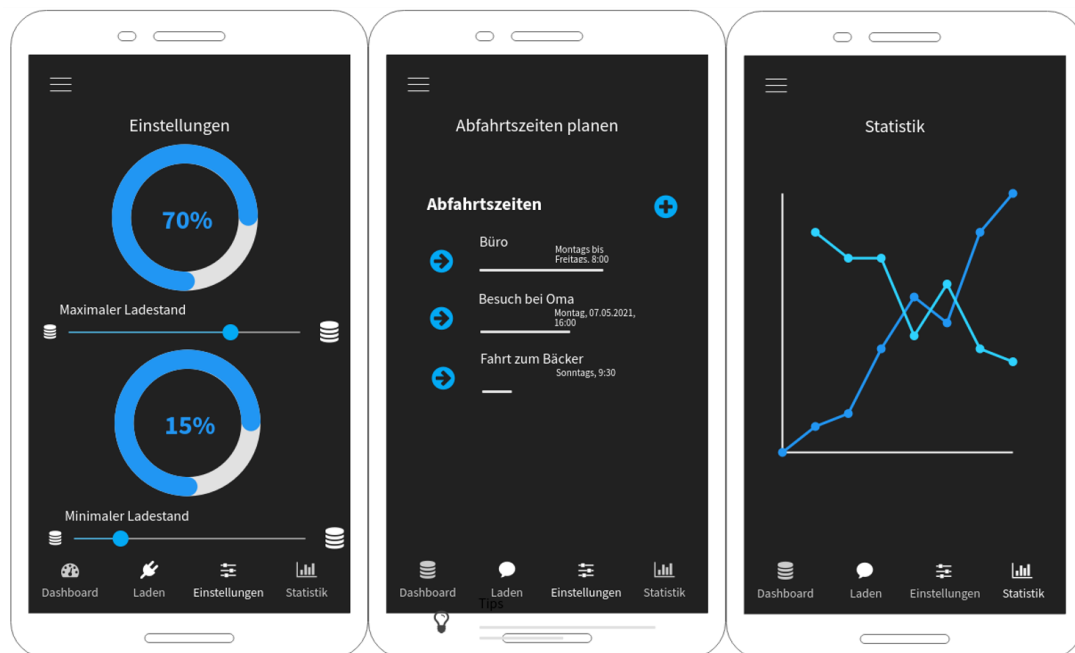 Einstellungen
70%
Maximaler Ladestand
15%
Minimaler Ladestand
Dashboard
Laden
Einstellungen
Statistik
Abfahrtszeiten planen
Abfahrtszeiten
Büro
Montags bis
Freitags, 8:00
Besuch bei Oma
Montag, 07.05.2021,
16:00
Fahrt zum Bäcker
Sonntags, 9:30
Dashboard
Laden
Einstellungen
Statistik
Tips
Statistik
Dashboard
Laden
Einstellungen
Statistik